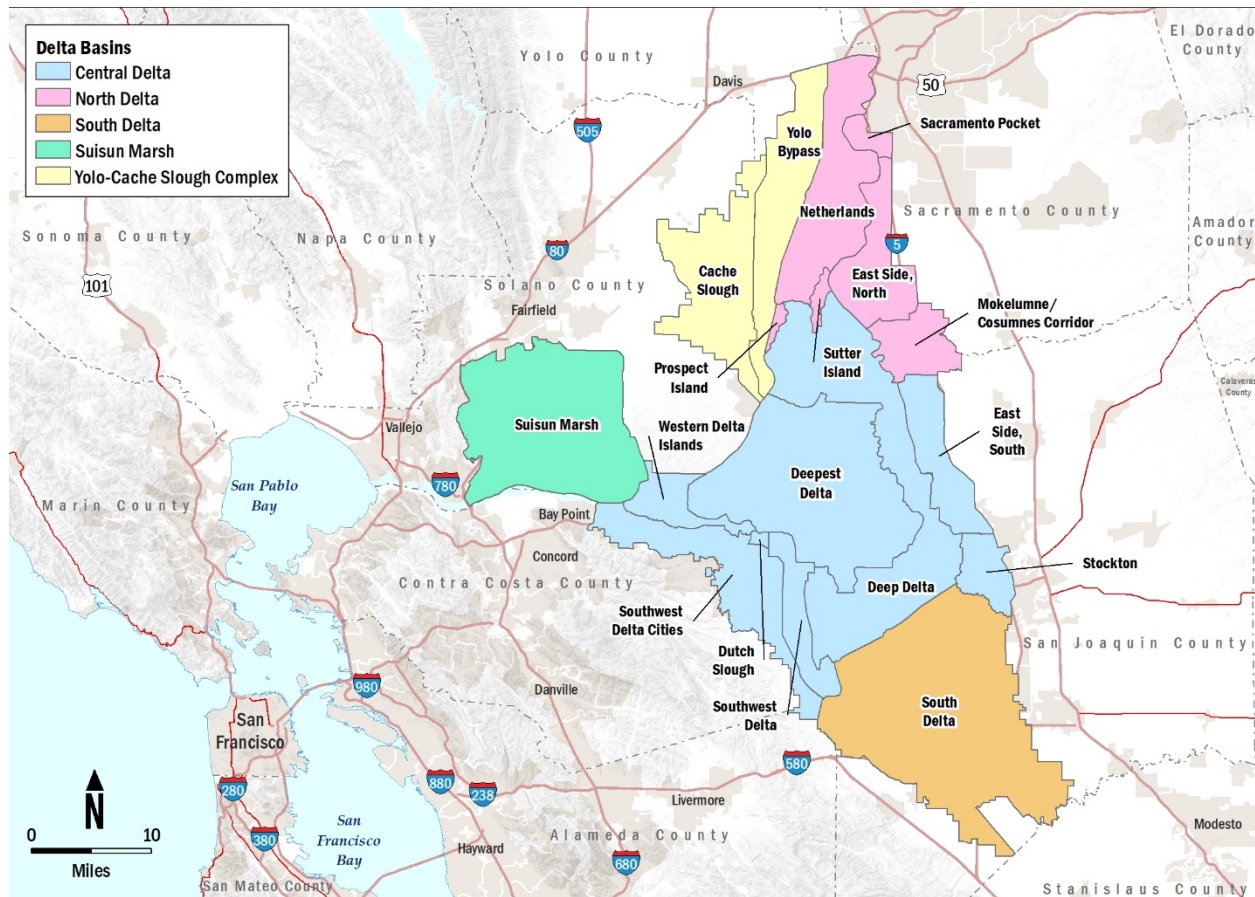 Delta Basins
Central Delta
North Delta
South Delta
Suisun Marsh
Yolo-Cache Slough Complex
Yolo County
El Dorado
County
Davis
50
Sacramento Pocket
505
Yolo
Bypass
Netherlands
Sacramento County
Amador
County
Sonoma County
Napa County
80
5
101
Solano County
Cache
Slough
East Side,
North
Fairfield
Mokelumne/
Cosumnes Corridor
Prospect
Island
Sutter
Island
Calaveras
County
Vallejo
Suisun Marsh
Western Delta
Islands
East
Side,
South
Deepest
Delta
780
San Pablo
Bay
Marin County
Bay Point
Concord
Contra Costa County
Stockton
Deep Delta
Southwest
Delta Cities
Dutch
Slough
San Joaquin County
980
Danville
Southwest
Delta
South
Delta
San
Francisco
580
N
280
880
238
Livermore
0 10
Miles
380
San
Francisco
Bay
Hayward
Alameda County
680
Modesto
San Mateo County
Stanislaus County